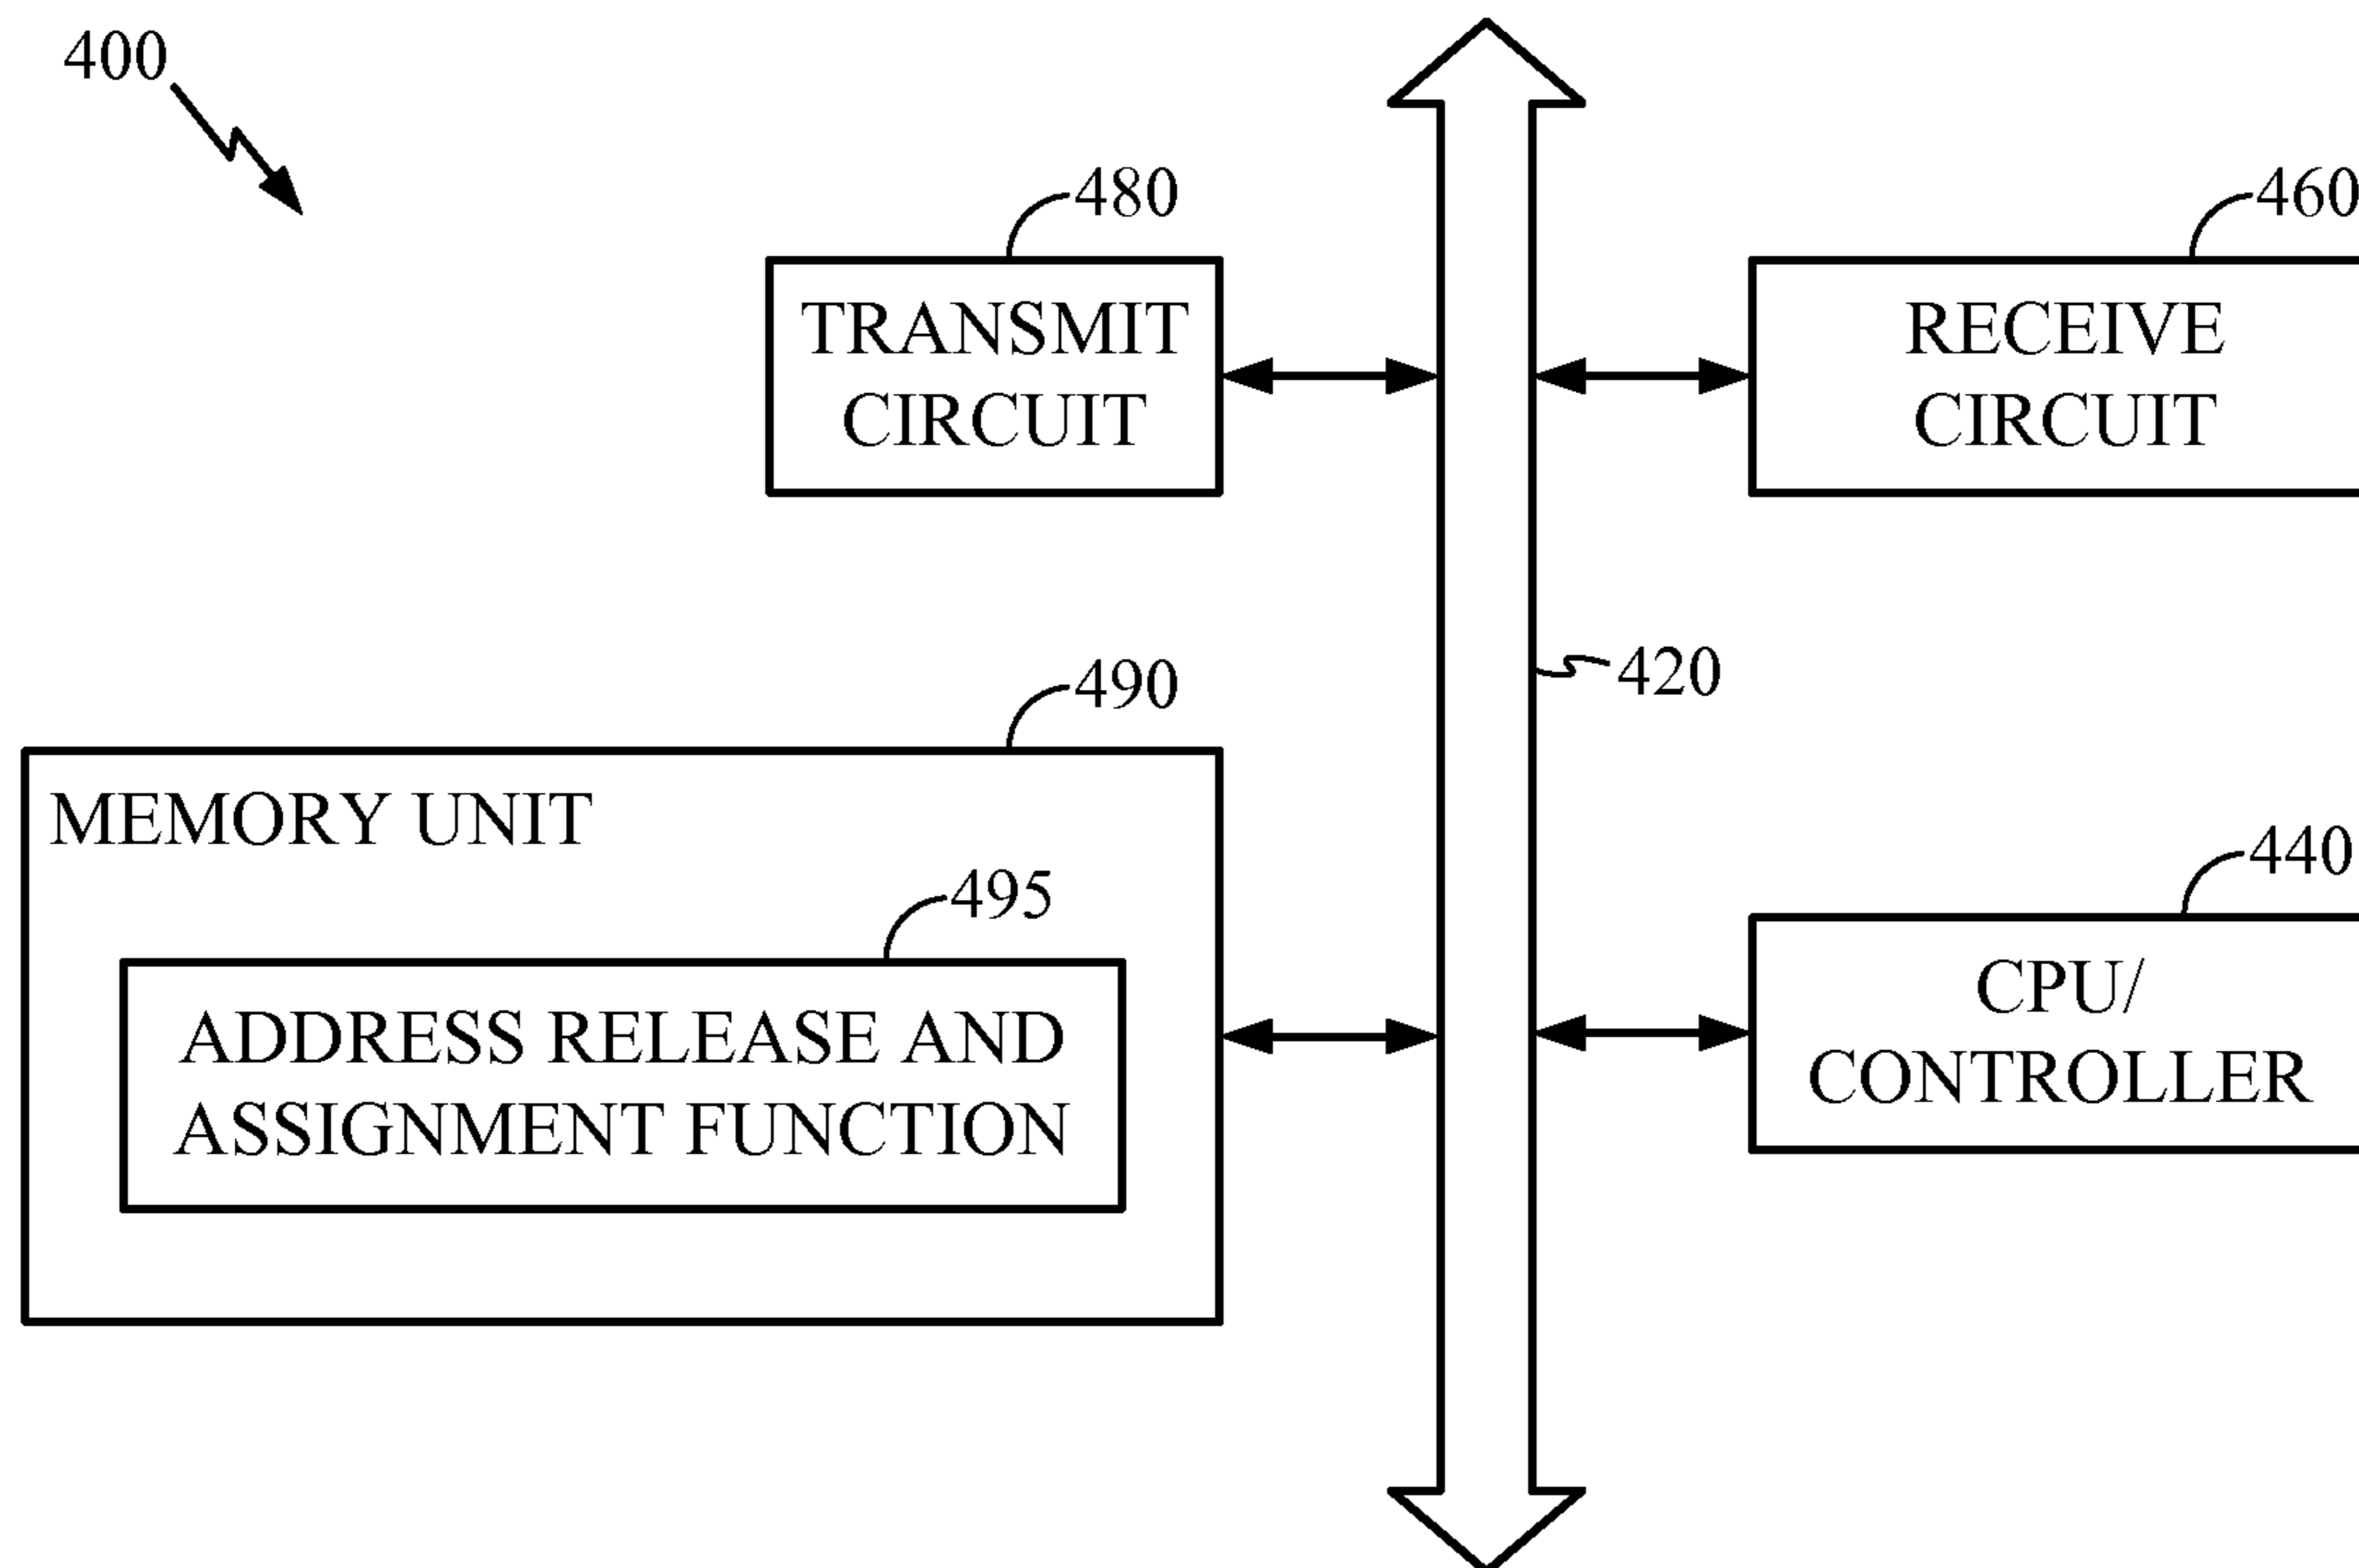 400
480
TRANSMIT
CIRCUIT
460
RECEIVE
CIRCUIT
420
490
MEMORY UNIT
495
ADDRESS RELEASE AND
ASSIGNMENT FUNCTION
440
CPU/
CONTROLLER